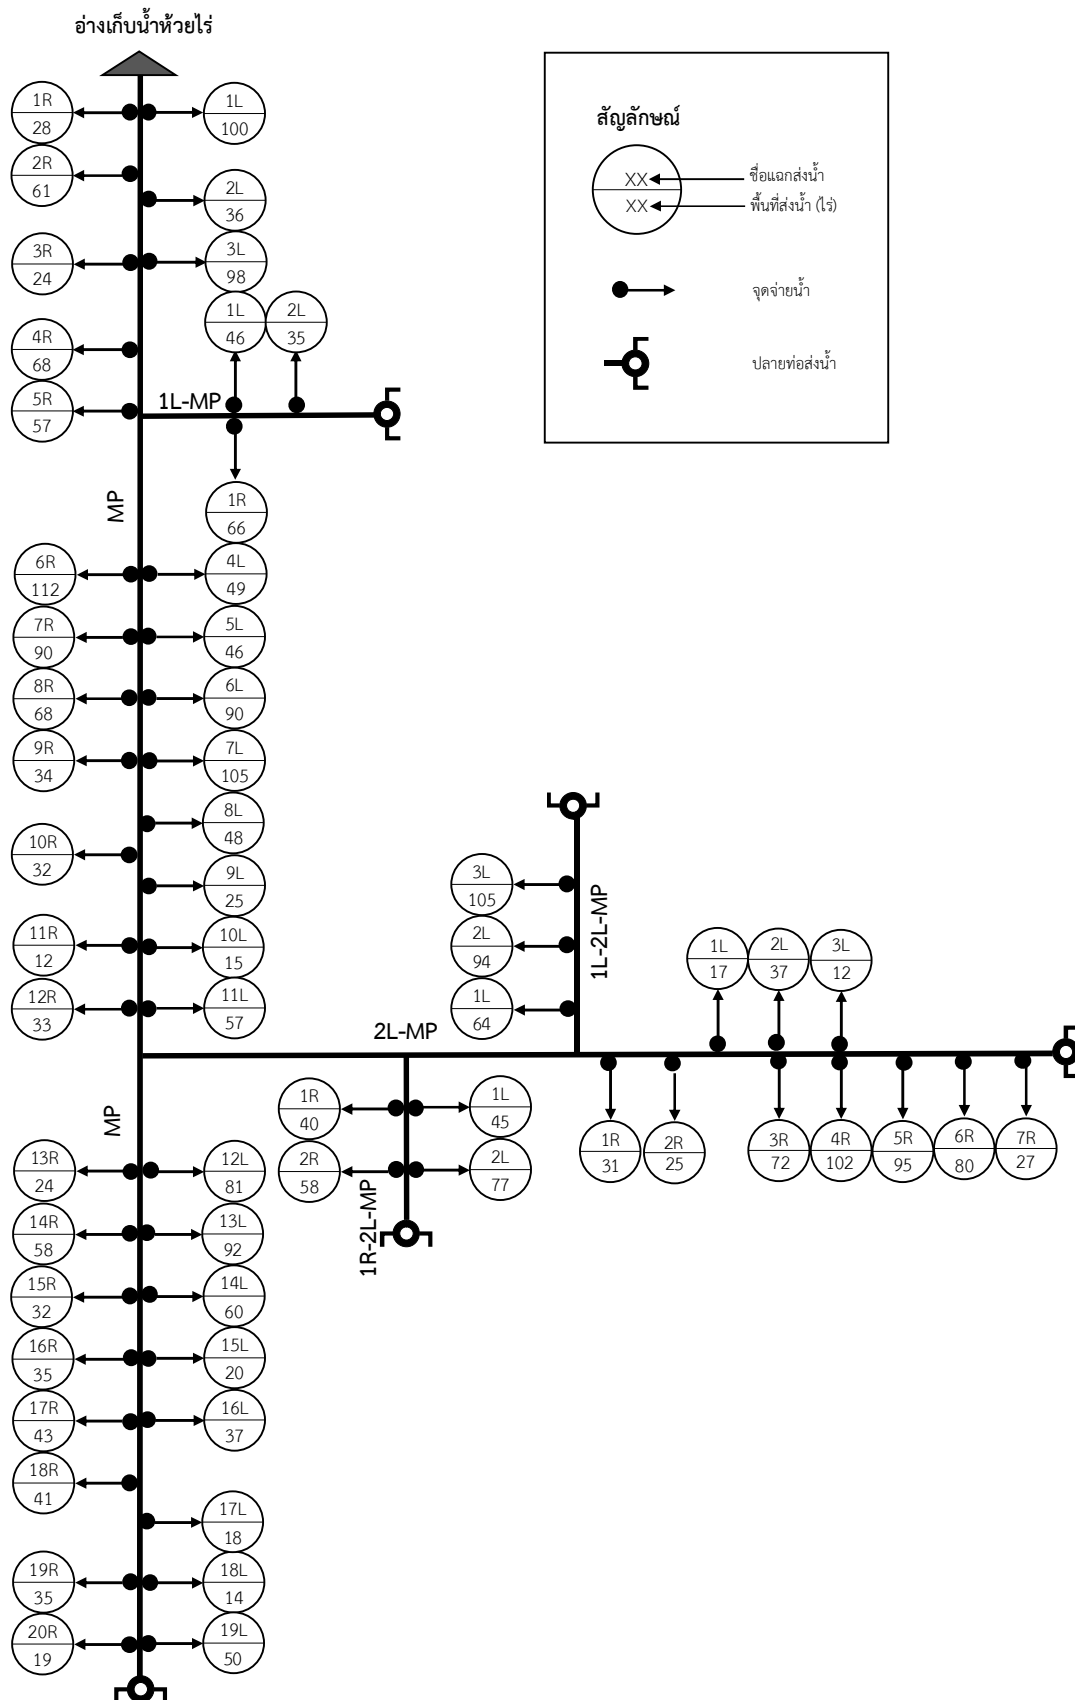 อ่างเก็บน้ำห้วยไร่
สัญลักษณ์
XX
ชื่อแฉกส่งน้ำ
XX
พื้นที่ส่งน้ำ (ไร่)
จุดจ่ายน้ำ
ปลายท่อส่งน้ำ
1R
28
1L
100
2R
61
2L
36
3R
24
3L
98
1L
46
2L
35
4R
68
5R
57
1L-MP
MP
1R
66
6R
112
4L
49
7R
90
5L
46
8R
68
6L
90
9R
34
7L
105
8L
48
10R
32
9L
25
11R
12
10L
15
12R
33
11L
57
3L
105
2L
94
1L
64
1L-2L-MP
1L
17
2L
37
3L
12
2L-MP
MP
1R
40
1L
45
2R
58
2L
77
1R-2L-MP
1R
31
2R
25
3R
72
4R
102
5R
95
6R
80
7R
27
13R
24
12L
81
14R
58
13L
92
15R
32
14L
60
16R
35
15L
20
17R
43
16L
37
18R
41
17L
18
19R
35
18L
14
20R
19
19L
50